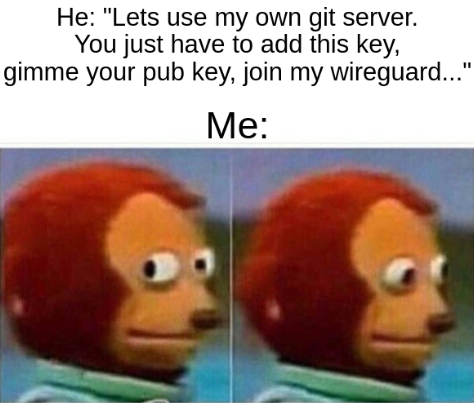 He: "Lets use my own git server.
You just have to add this key,
gimme your pub key, join my wireguard..."
Me: